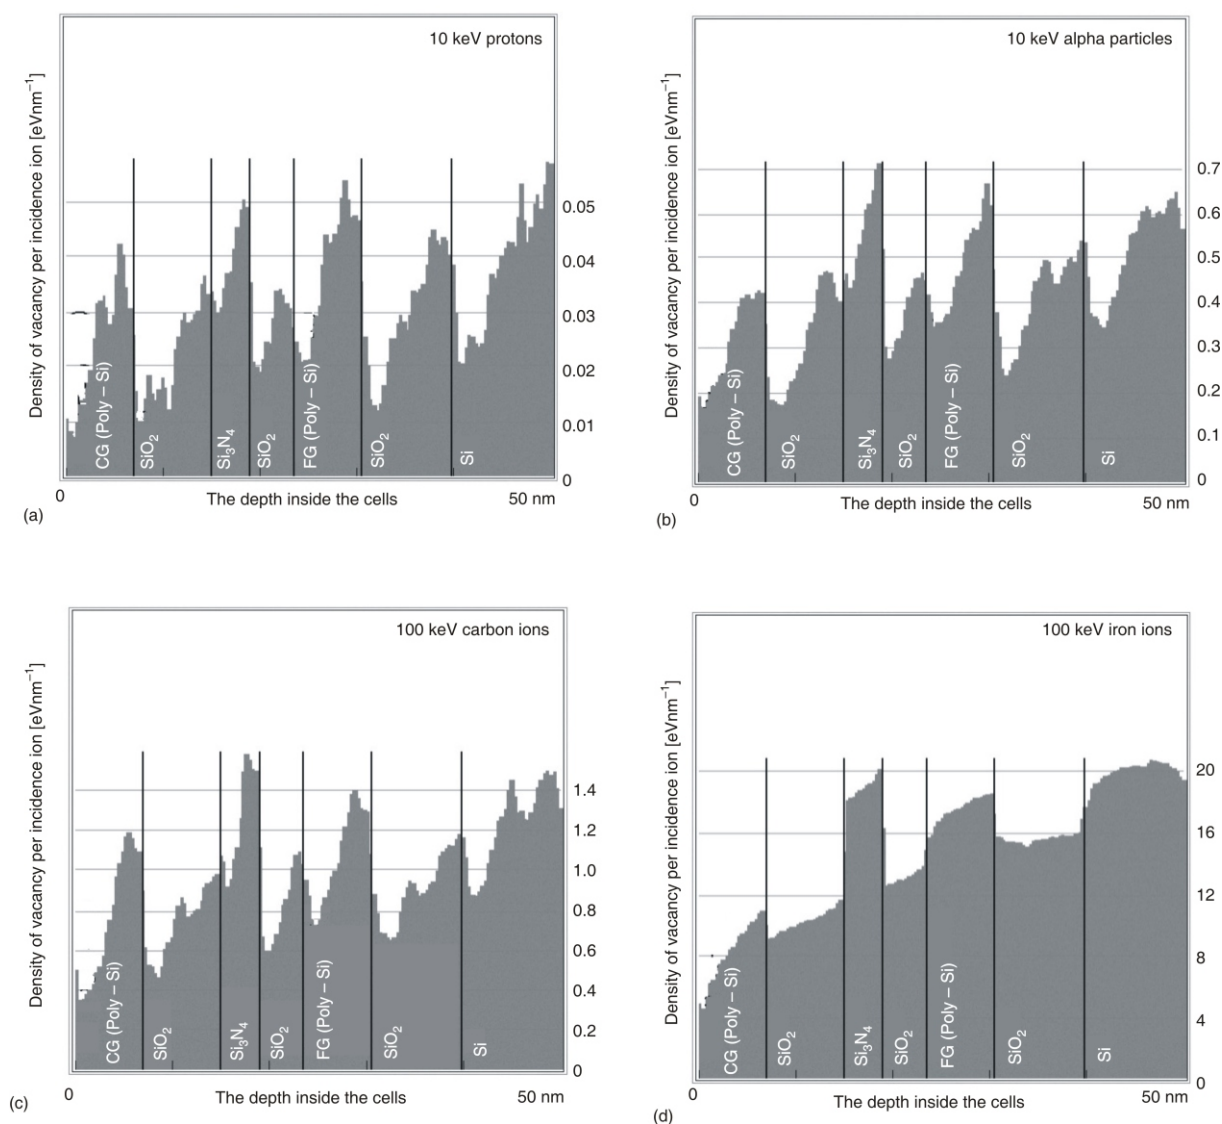 10 keV protons
Density of vacancy per incidence ion [eVnm⁻¹]
0.05
0.04
0.03
0.02
0.01
0
CG (Poly – Si)
SiO₂
Si₃N₄
SiO₂
FG (Poly – Si)
SiO₂
Si
0
The depth inside the cells
50 nm
(a)
10 keV alpha particles
Density of vacancy per incidence ion [eVnm⁻¹]
0.7
0.6
0.5
0.4
0.3
0.2
0.1
0
CG (Poly – Si)
SiO₂
Si₃N₄
SiO₂
FG (Poly – Si)
SiO₂
Si
0
The depth inside the cells
50 nm
(b)
100 keV carbon ions
Density of vacancy per incidence ion [eVnm⁻¹]
1.4
1.2
1.0
0.8
0.6
0.4
0.2
0
CG (Poly – Si)
SiO₂
Si₃N₄
SiO₂
FG (Poly – Si)
SiO₂
Si
0
The depth inside the cells
50 nm
(c)
100 keV iron ions
Density of vacancy per incidence ion [eVnm⁻¹]
20
16
12
8
4
0
CG (Poly – Si)
SiO₂
Si₃N₄
SiO₂
FG (Poly – Si)
SiO₂
Si
0
The depth inside the cells
50 nm
(d)